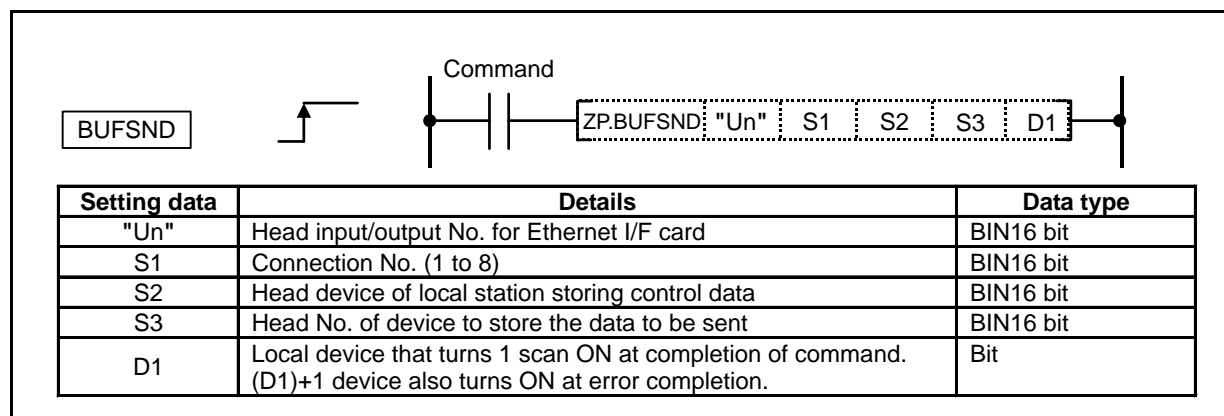 Command
BUFSND
ZP.BUFSND "Un" S1 S2 S3 D1
Setting data Details Data type
"Un" Head input/output No. for Ethernet I/F card BIN16 bit
S1 Connection No. (1 to 8) BIN16 bit
S2 Head device of local station storing control data BIN16 bit
S3 Head No. of device to store the data to be sent BIN16 bit
D1 Local device that turns 1 scan ON at completion of command. Bit
(D1)+1 device also turns ON at error completion.